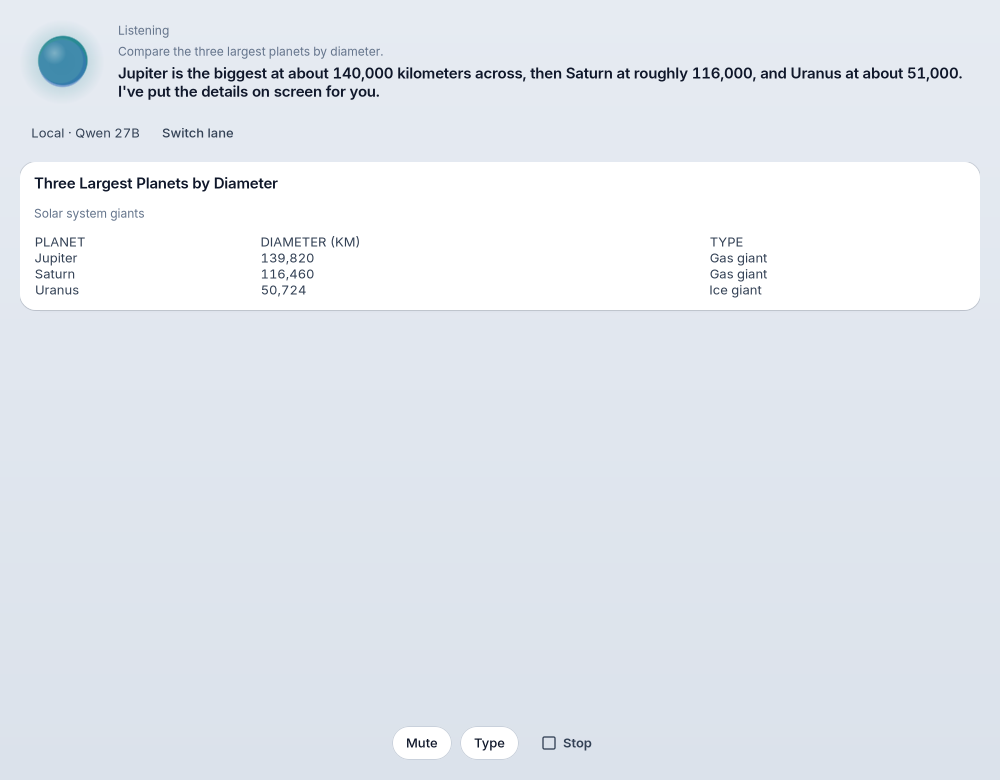 Listening
Compare the three largest planets by diameter.
Jupiter is the biggest at about 140,000 kilometers across, then Saturn at roughly 116,000, and Uranus at about 51,000.
I've put the details on screen for you.
Local · Qwen 27B Switch lane
Three Largest Planets by Diameter
Solar system giants
PLANET DIAMETER (KM) TYPE
Jupiter 139,820 Gas giant
Saturn 116,460 Gas giant
Uranus 50,724 Ice giant
Mute Type Stop